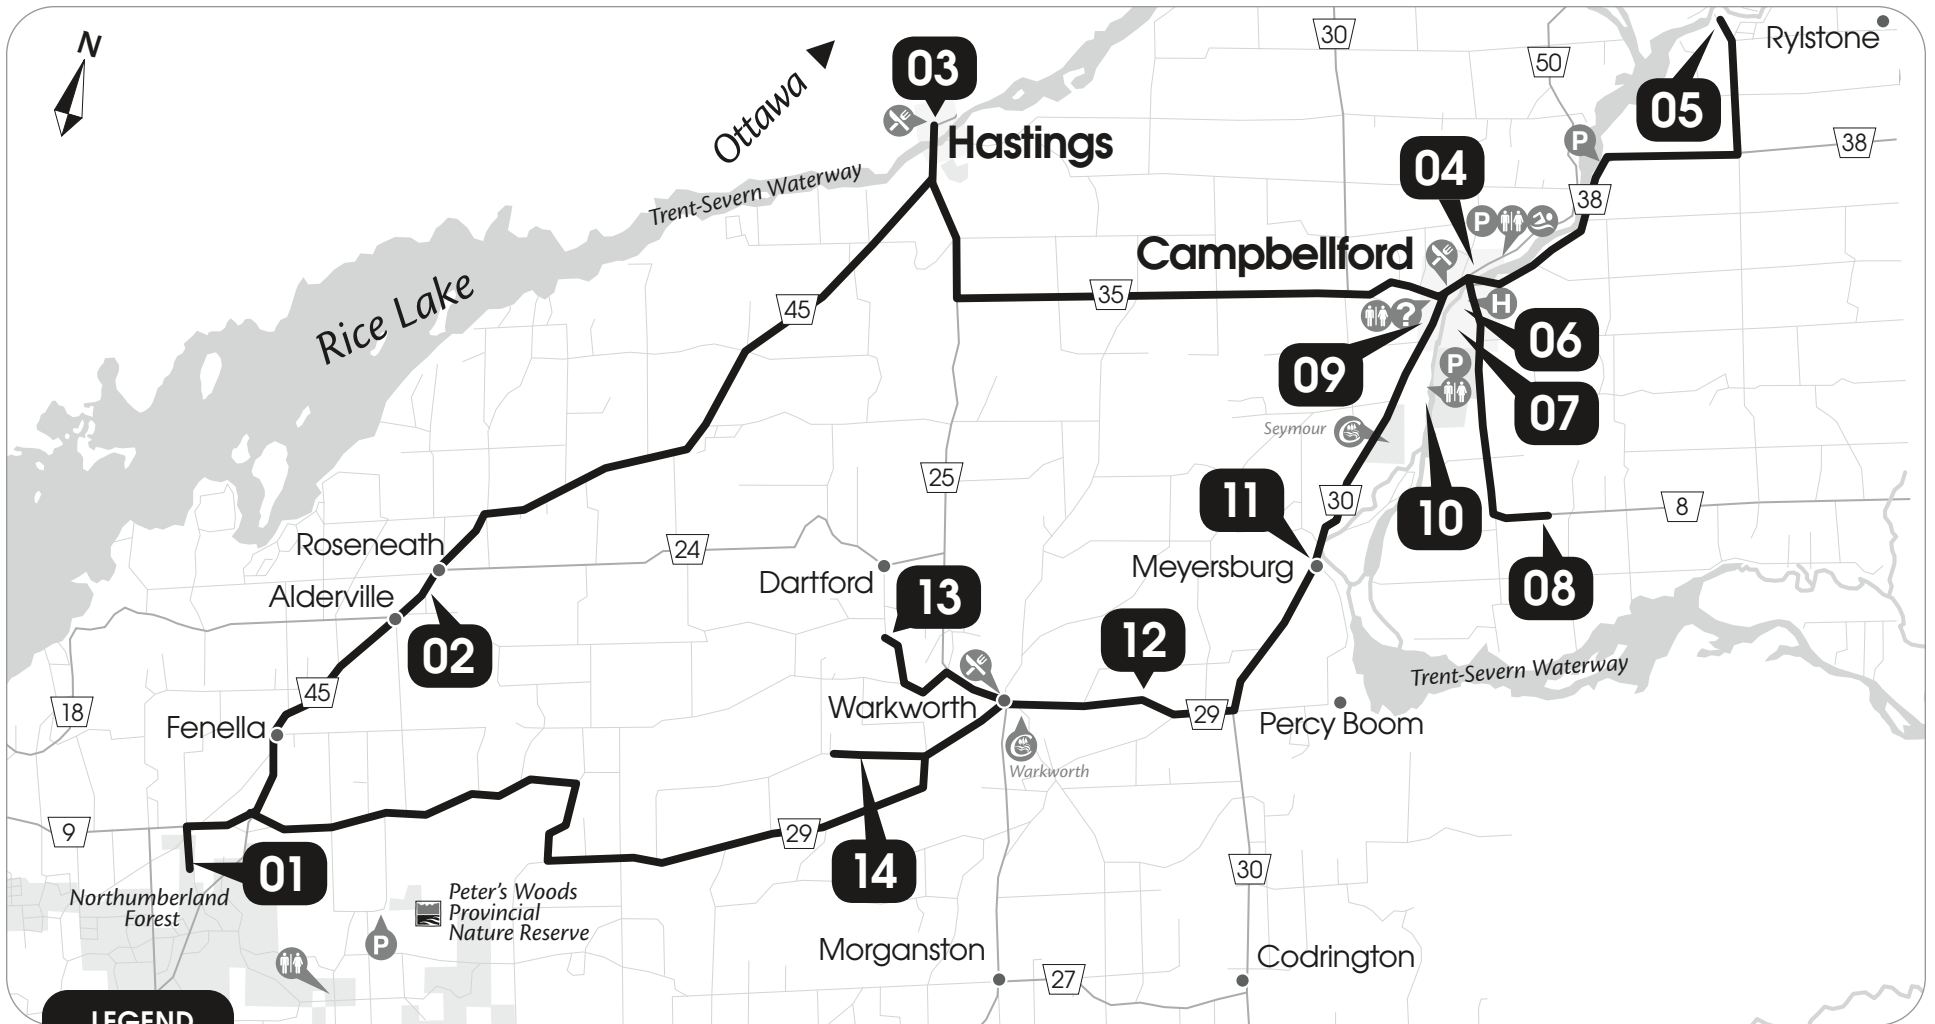 N
Ottawa
03
Hastings
Trent-Severn Waterway
Rice Lake
30
50
Rylstone
05
38
P
04
38
P
Campbellford
H
?
35
45
06
09
P
07
Seymour
25
11
30
10
8
Roseneath
24
Dartford
13
Meyersburg
08
Alderville
02
12
Trent-Severn Waterway
45
18
Fenella
Warkworth
29
Percy Boom
Warkworth
9
29
01
14
30
Northumberland
Forest
Peter's Woods
Provincial
Nature Reserve
P
Morganston
27
Codrington
LEGEND